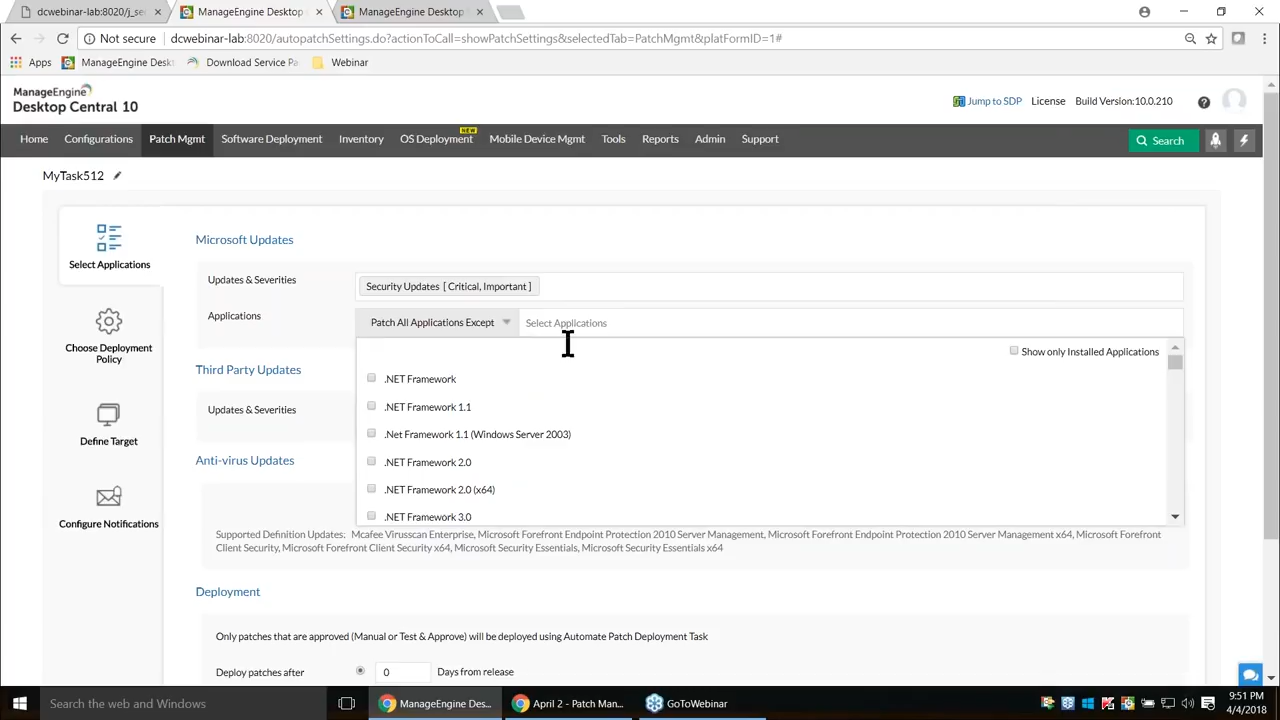 dcwebinar-lab:8020/j_se
ManageEngine Desktop
ManageEngine Desktop
Not secure
dcwebinar-lab:8020/autopatchSettings.do?actionToCall=showPatchSettings&selectedTab=PatchMgmt&platFormID=1#
Apps
ManageEngine Desk
Download Service Pa
Webinar
ManageEngine
Desktop Central 10
Jump to SDP
License
Build Version:10.0.210
Home
Configurations
Patch Mgmt
Software Deployment
Inventory
OS Deployment
NEW
Mobile Device Mgmt
Tools
Reports
Admin
Support
Search
MyTask512
Select Applications
Choose Deployment
Policy
Define Target
Configure Notifications
Microsoft Updates
Updates & Severities
Security Updates [ Critical, Important ]
Applications
Patch All Applications Except
Select Applications
Show only Installed Applications
.NET Framework
.NET Framework 1.1
.Net Framework 1.1 (Windows Server 2003)
.NET Framework 2.0
.NET Framework 2.0 (x64)
.NET Framework 3.0
Third Party Updates
Updates & Severities
Anti-virus Updates
Supported Definition Updates: Mcafee Virusscan Enterprise, Microsoft Forefront Endpoint Protection 2010 Server Management, Microsoft Forefront Endpoint Protection 2010 Server Management x64, Microsoft Forefront
Client Security, Microsoft Forefront Client Security x64, Microsoft Security Essentials, Microsoft Security Essentials x64
Deployment
Only patches that are approved (Manual or Test & Approve) will be deployed using Automate Patch Deployment Task
Deploy patches after
0
Days from release
Search the web and Windows
ManageEngine Des...
April 2 - Patch Man...
GoToWebinar
9:51 PM
4/4/2018